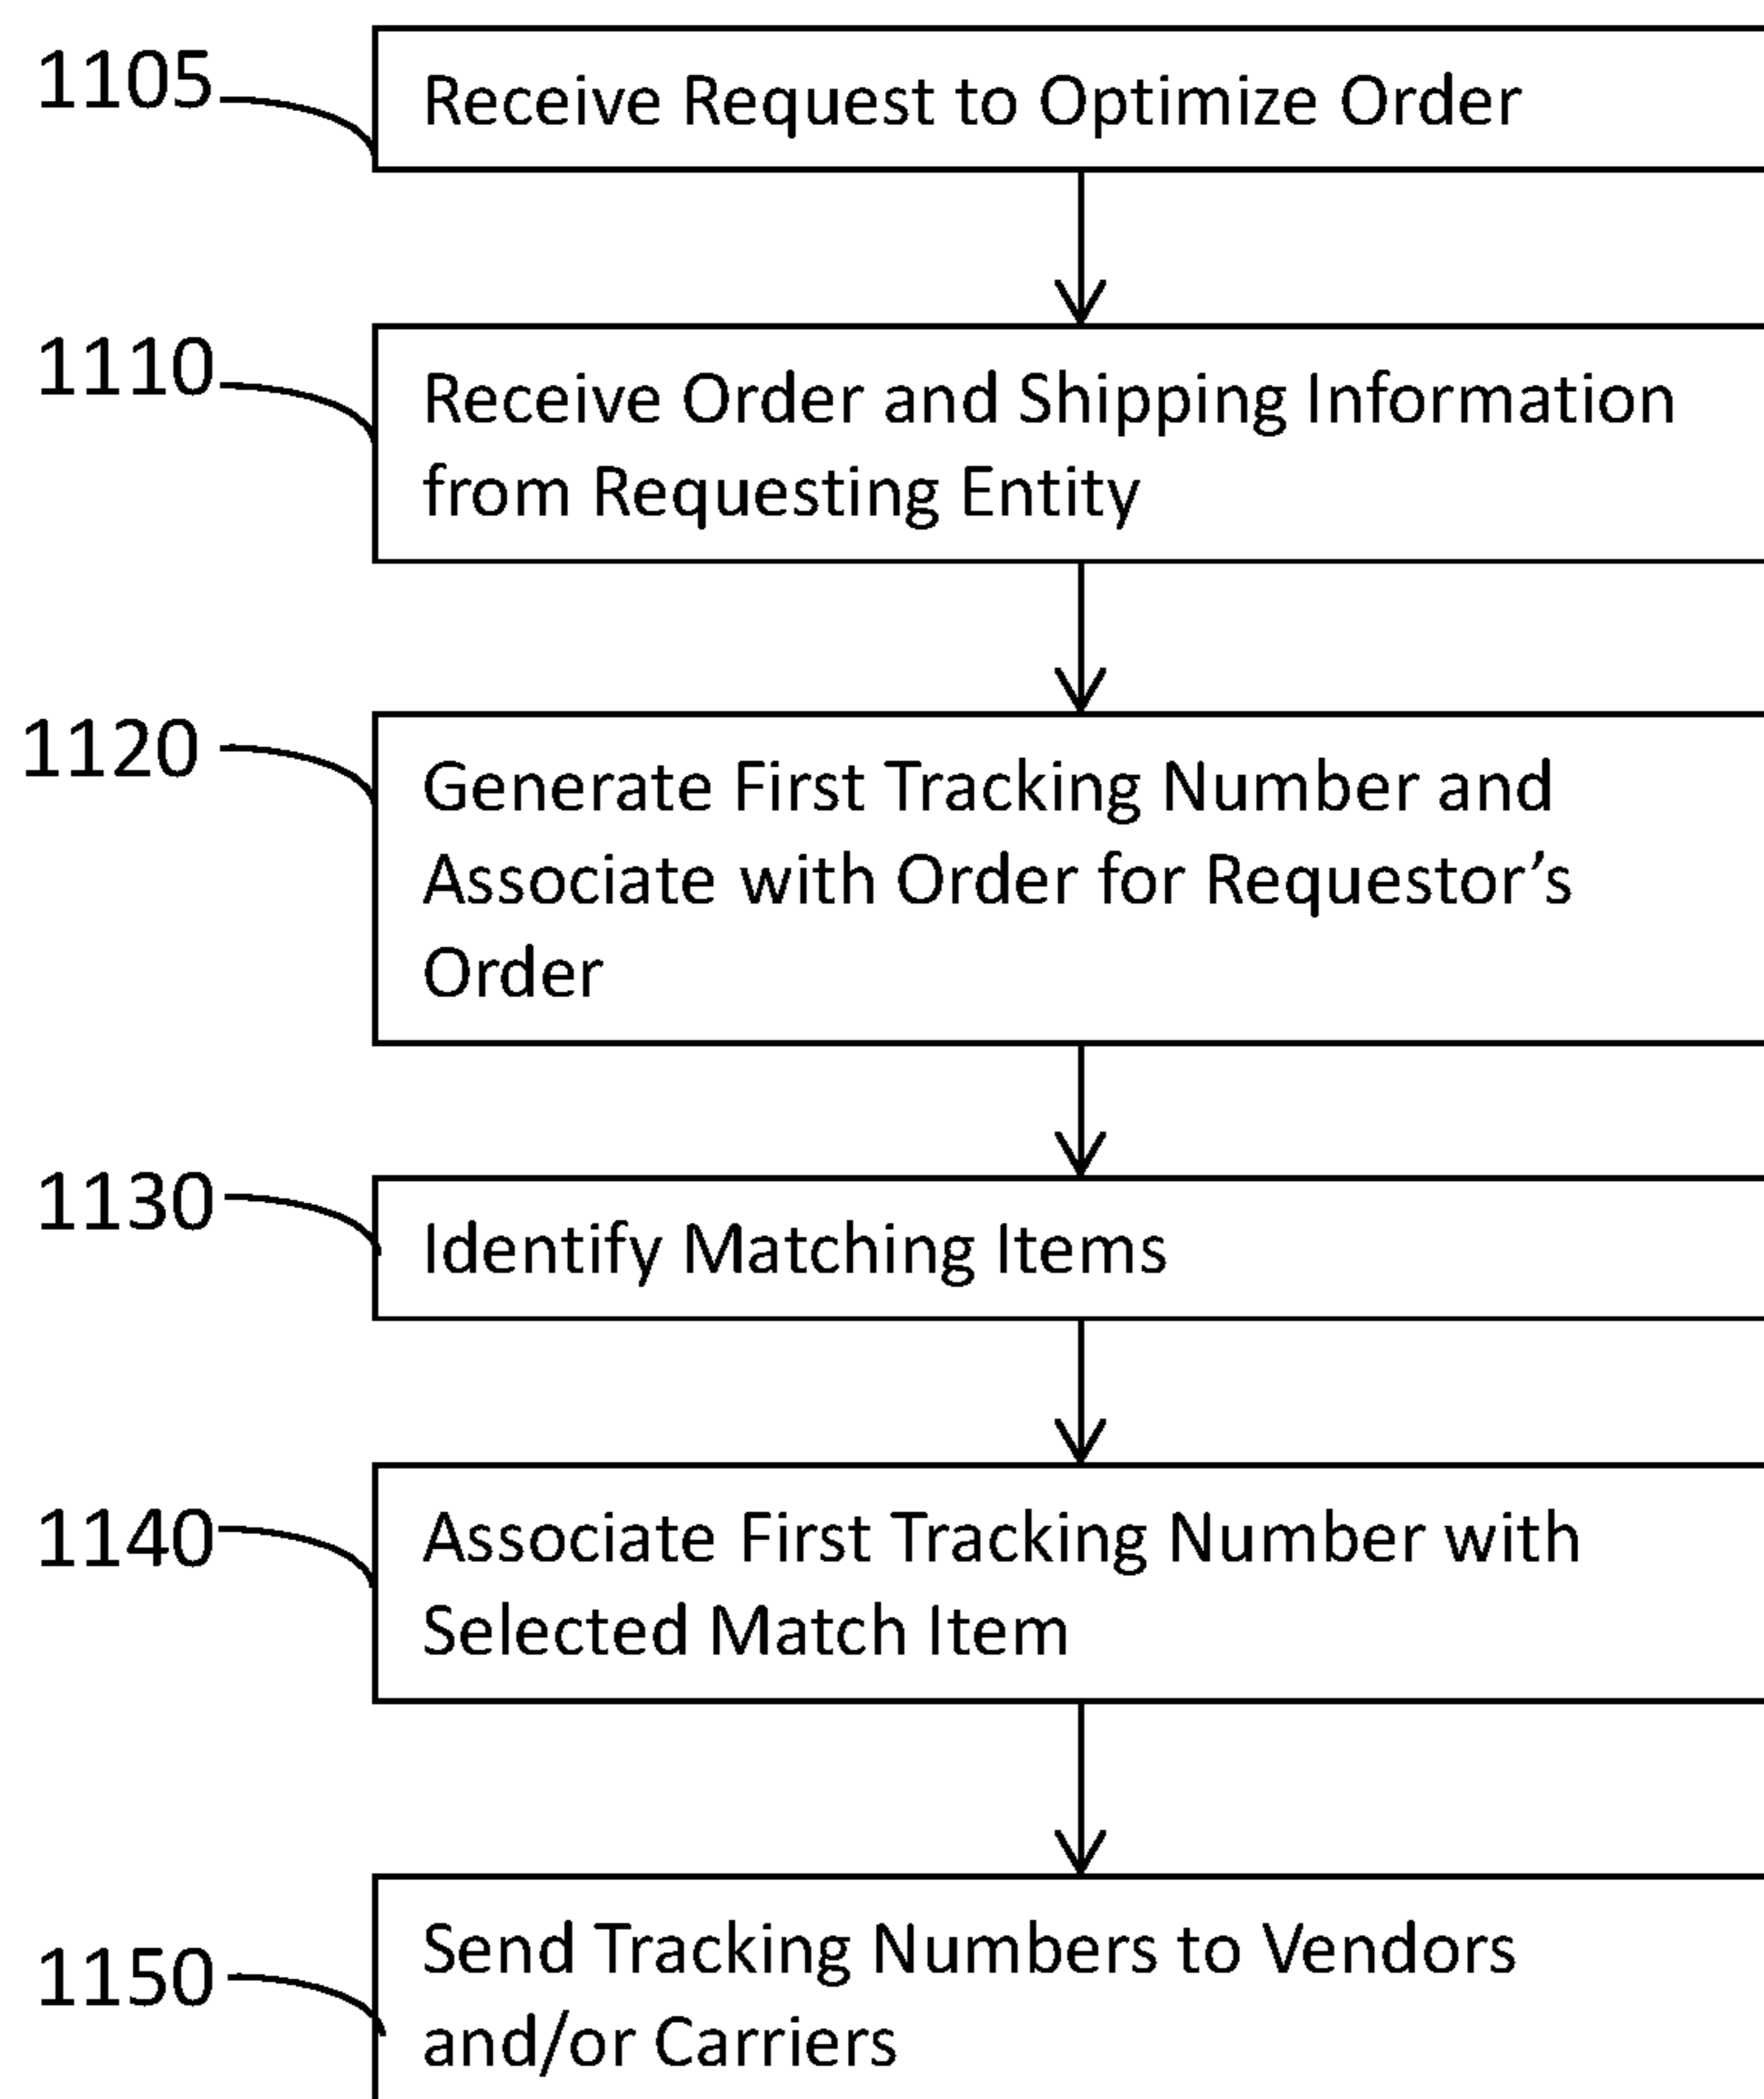 1105
Receive Request to Optimize Order
1110
Receive Order and Shipping Information
from Requesting Entity
1120
Generate First Tracking Number and
Associate with Order for Requestor’s
Order
1130
Identify Matching Items
1140
Associate First Tracking Number with
Selected Match Item
1150
Send Tracking Numbers to Vendors
and/or Carriers